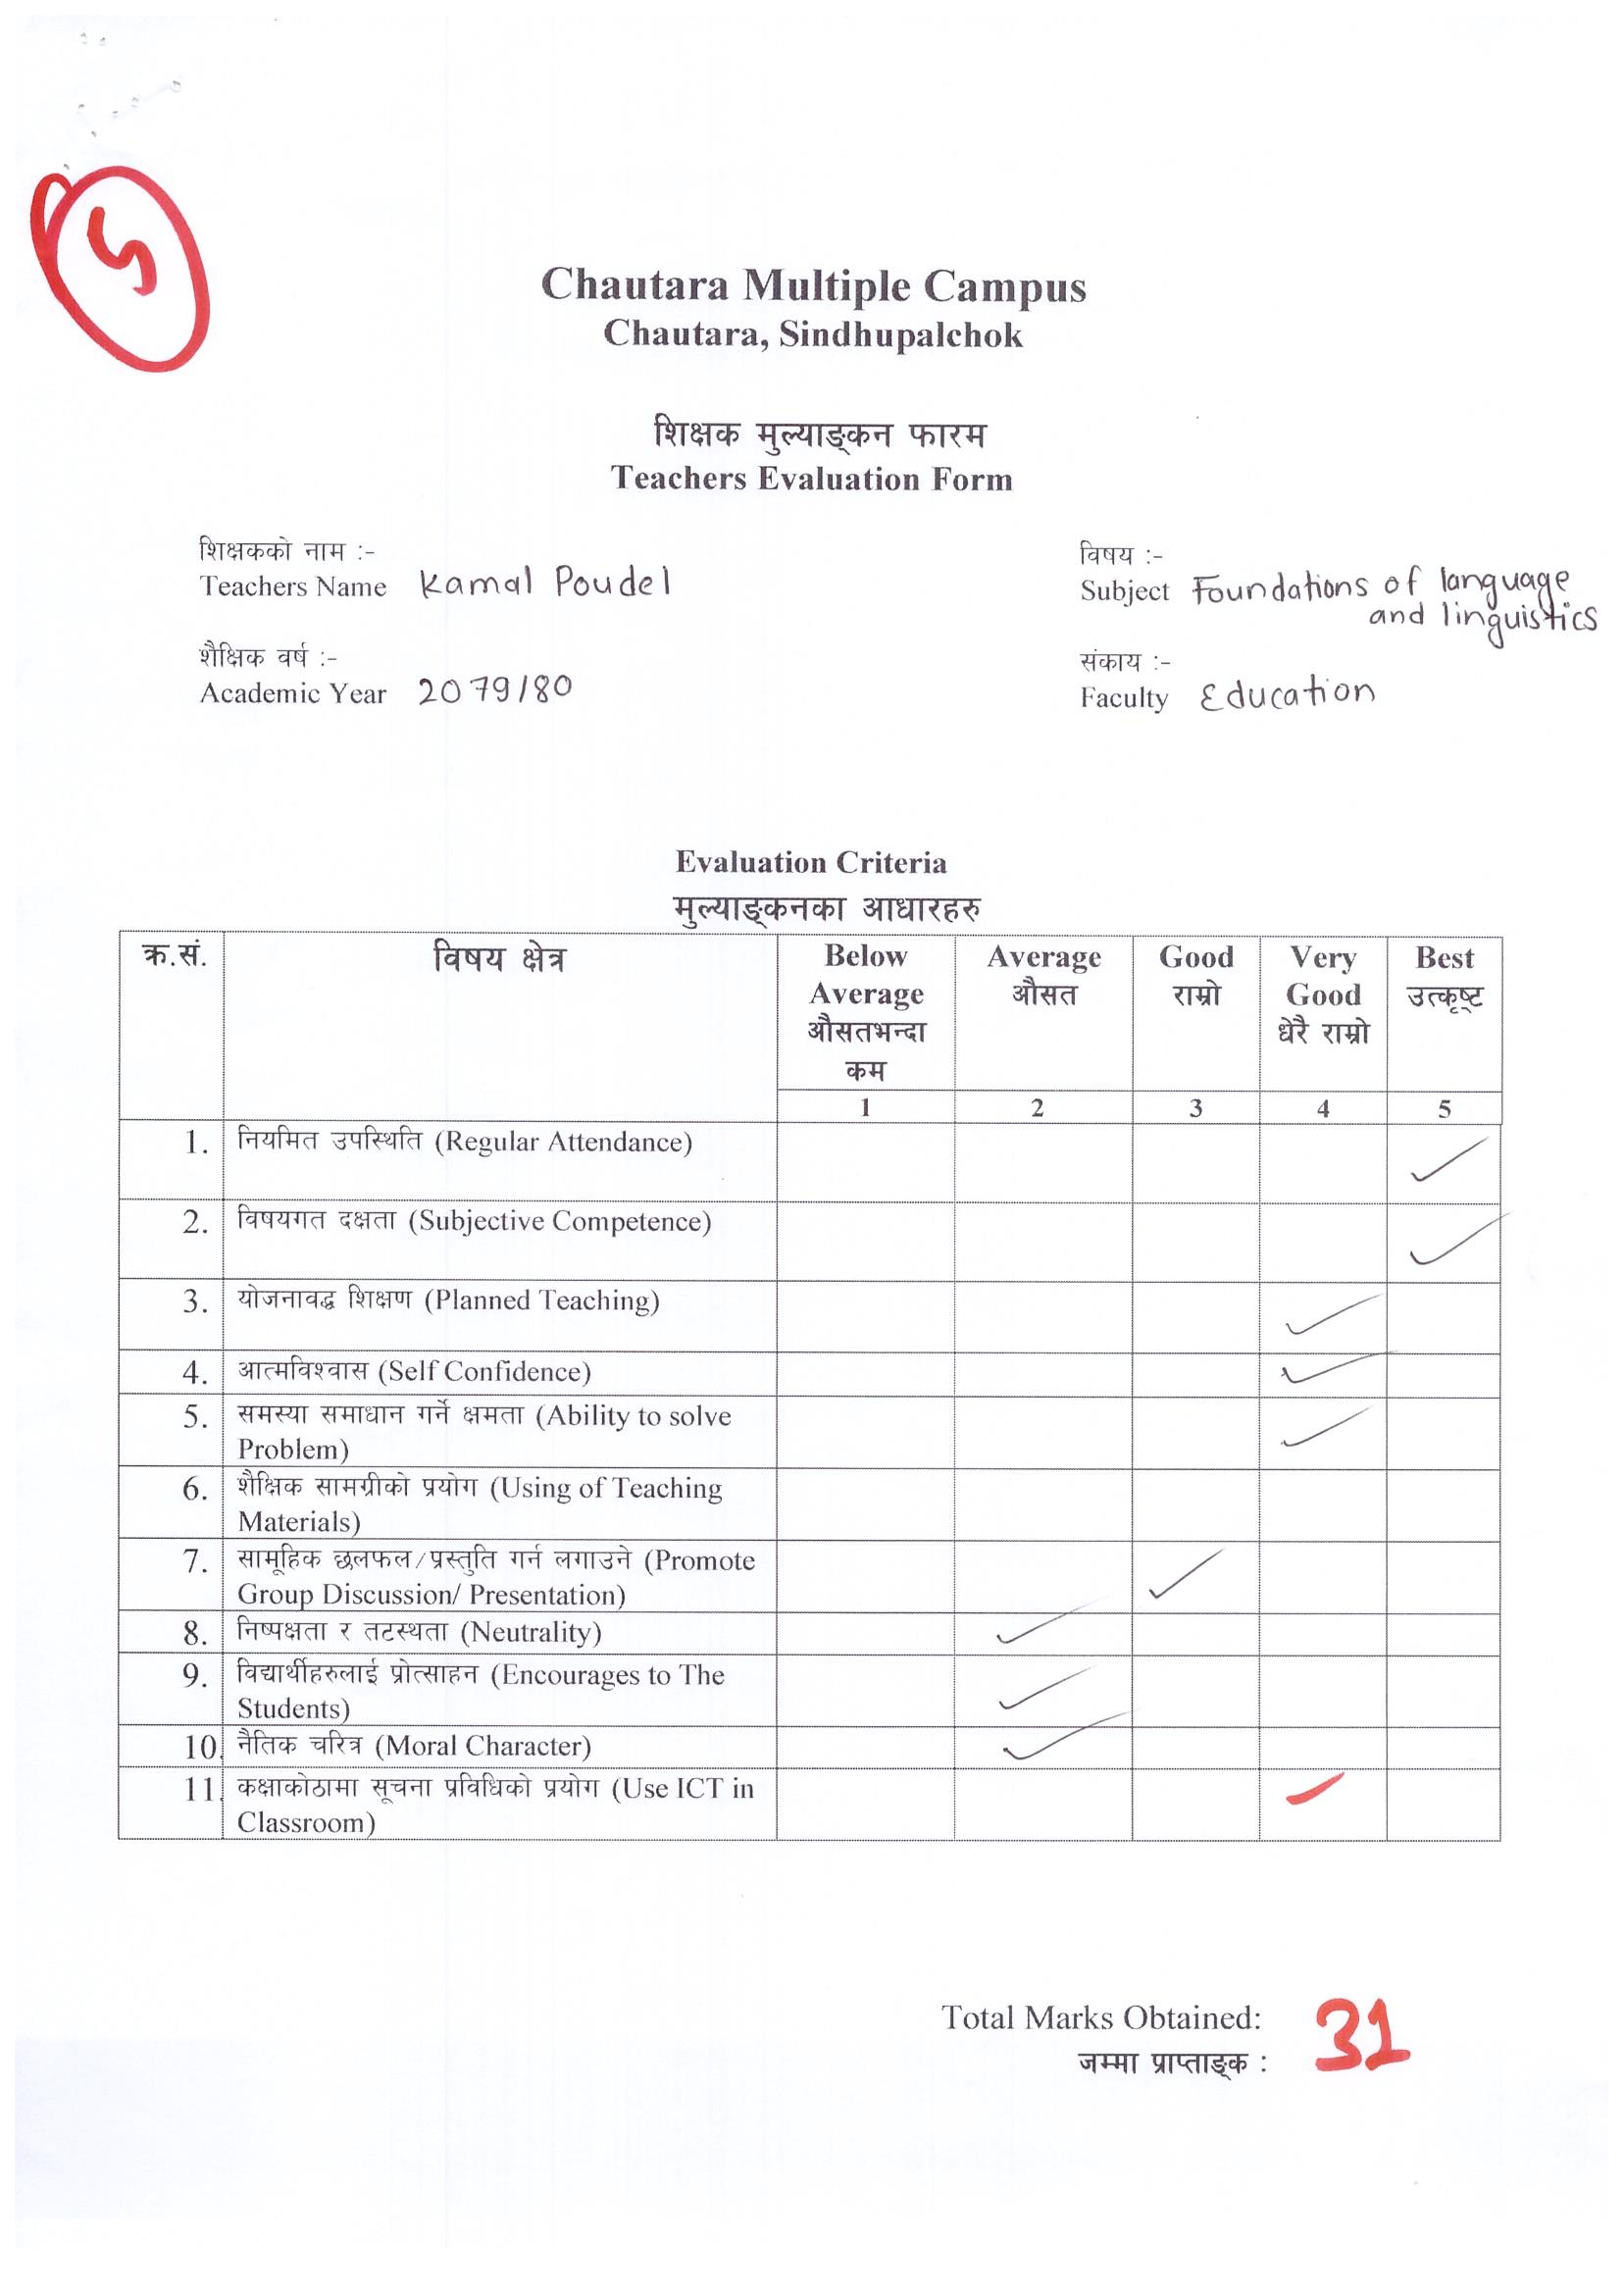 ५
Chautara Multiple Campus
Chautara, Sindhupalchok
शिक्षक मुल्याङ्कन फारम
Teachers Evaluation Form
शिक्षकको नाम :-
Teachers Name Kamal Poudel
विषय :-
Subject Foundations of language
and linguistics
शैक्षिक वर्ष :-
Academic Year 2079/80
संकाय :-
Faculty Education
Evaluation Criteria
मुल्याङ्कनका आधारहरु
क्र.सं. विषय क्षेत्र Below Average Good Very Best
Average औसत राम्रो Good उत्कृष्ट
औसतभन्दा धेरै राम्रो
कम
1 2 3 4 5
1. नियमित उपस्थिति (Regular Attendance) ✓
2. विषयगत दक्षता (Subjective Competence) ✓
3. योजनावद्ध शिक्षण (Planned Teaching) ✓
4. आत्मविश्वास (Self Confidence) ✓
5. समस्या समाधान गर्ने क्षमता (Ability to solve ✓
Problem)
6. शैक्षिक सामग्रीको प्रयोग (Using of Teaching
Materials)
7. सामूहिक छलफल/प्रस्तुति गर्न लगाउने (Promote ✓
Group Discussion/ Presentation)
8. निष्पक्षता र तटस्थता (Neutrality) ✓
9. विद्यार्थीहरुलाई प्रोत्साहन (Encourages to The ✓
Students)
10. नैतिक चरित्र (Moral Character) ✓
11. कक्षाकोठामा सूचना प्रविधिको प्रयोग (Use ICT in
Classroom)
Total Marks Obtained: 31
जम्मा प्राप्ताङ्क :